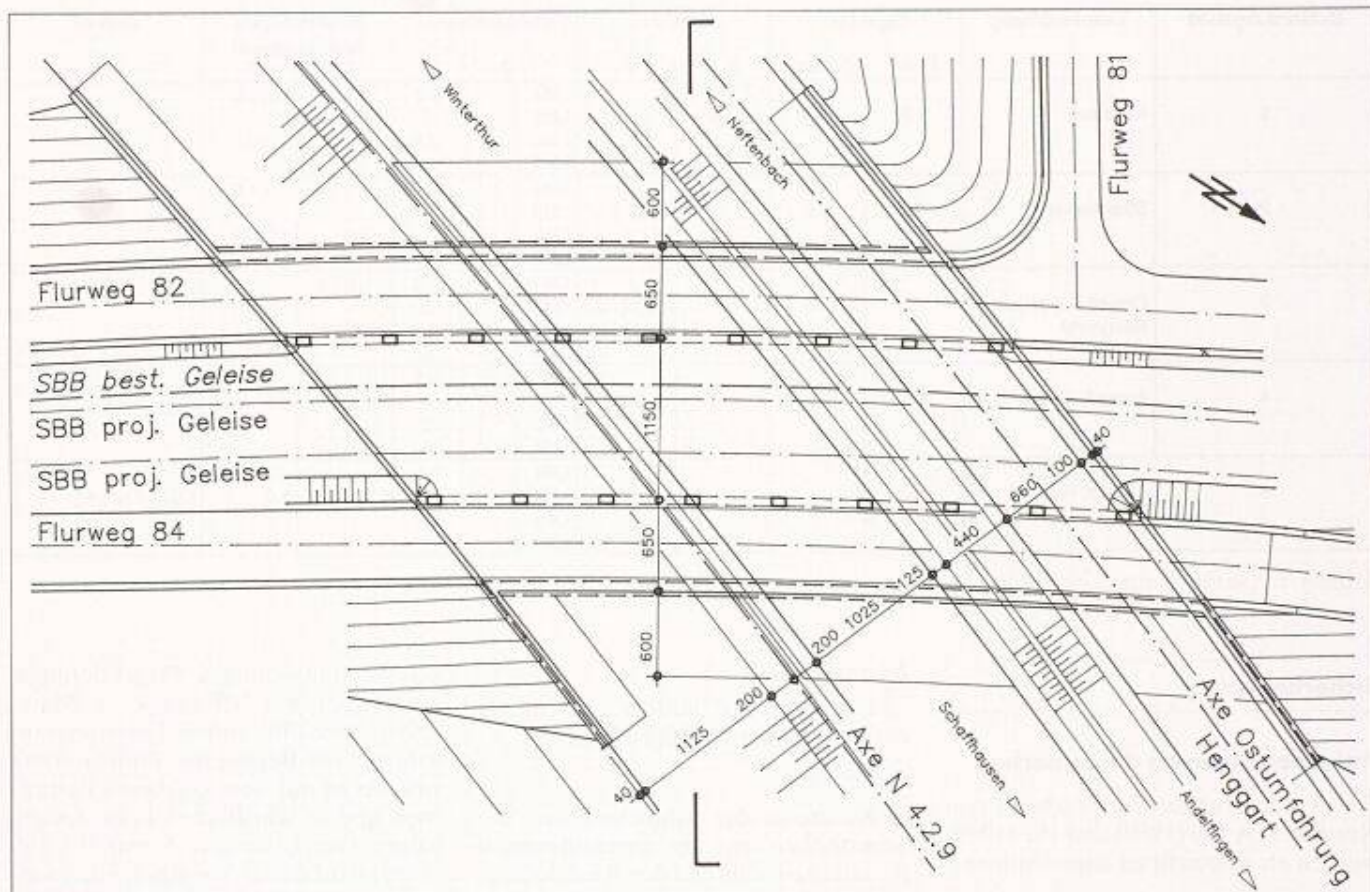 Winterthur
Neftenbach
Flurweg 81
N
600
Flurweg 82
650
SBB best. Geleise
SBB proj. Geleise
1150
SBB proj. Geleise
40
100
660
Flurweg 84
650
440
125
1025
600
200
200
1125
40
Axe N 4.2.9
Schaffhausen
Axe Ostumfahrung
Henggart
Andelfingen